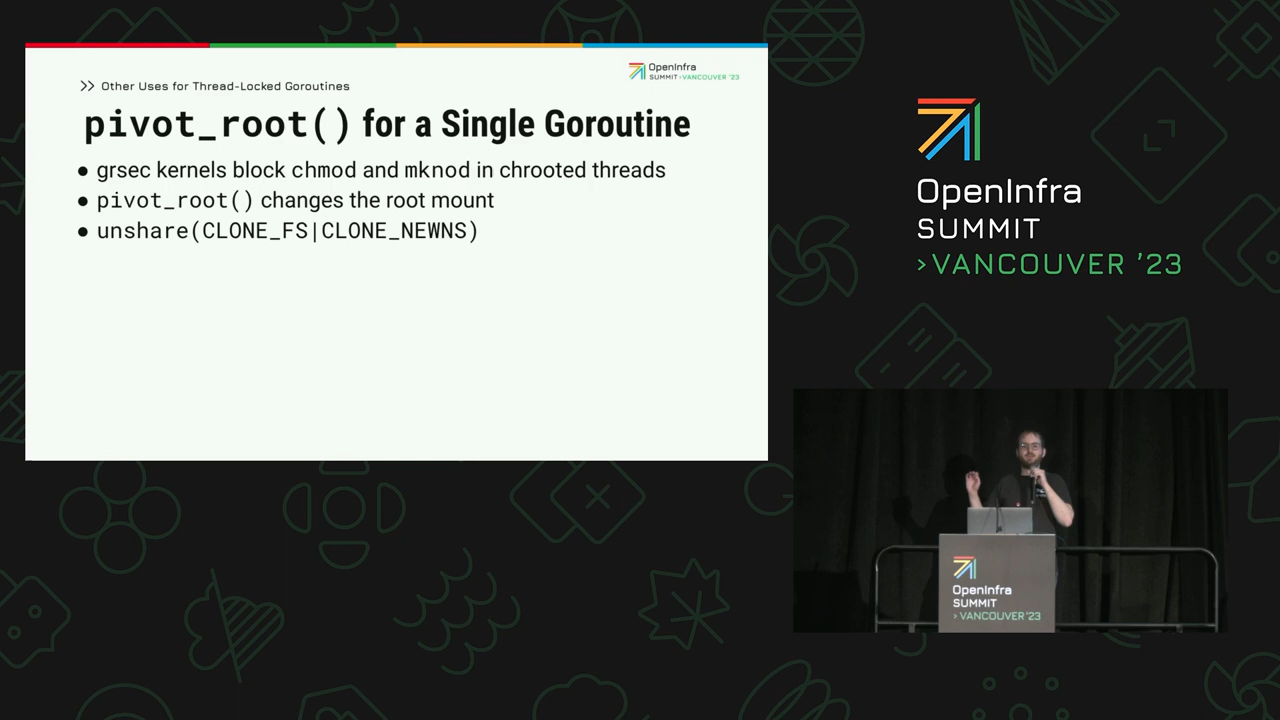 >> Other Uses for Thread-Locked Goroutines
OpenInfra
SUMMIT >VANCOUVER '23
pivot_root() for a Single Goroutine
● grsec kernels block chmod and mknod in chrooted threads
● pivot_root() changes the root mount
● unshare(CLONE_FS|CLONE_NEWNS)
OpenInfra
SUMMIT
>VANCOUVER '23
OpenInfra
SUMMIT
>VANCOUVER '23